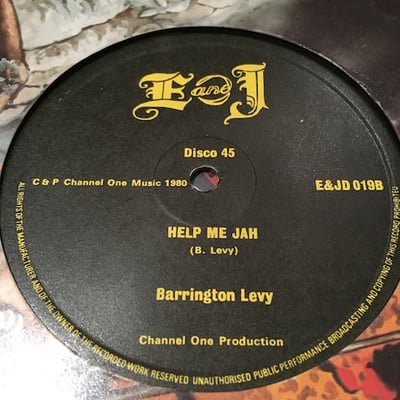 E and J
Disco 45
C & P Channel One Music 1980
E&JD 019B
HELP ME JAH
(B. Levy)
Barrington Levy
Channel One Production
ALL RIGHTS OF THE MANUFACTURER AND OF THE OWNER OF THE RECORDED WORK RESERVED UNAUTHORISED PUBLIC PERFORMANCE BROADCASTING AND COPYING OF THIS RECORD PROHIBITED